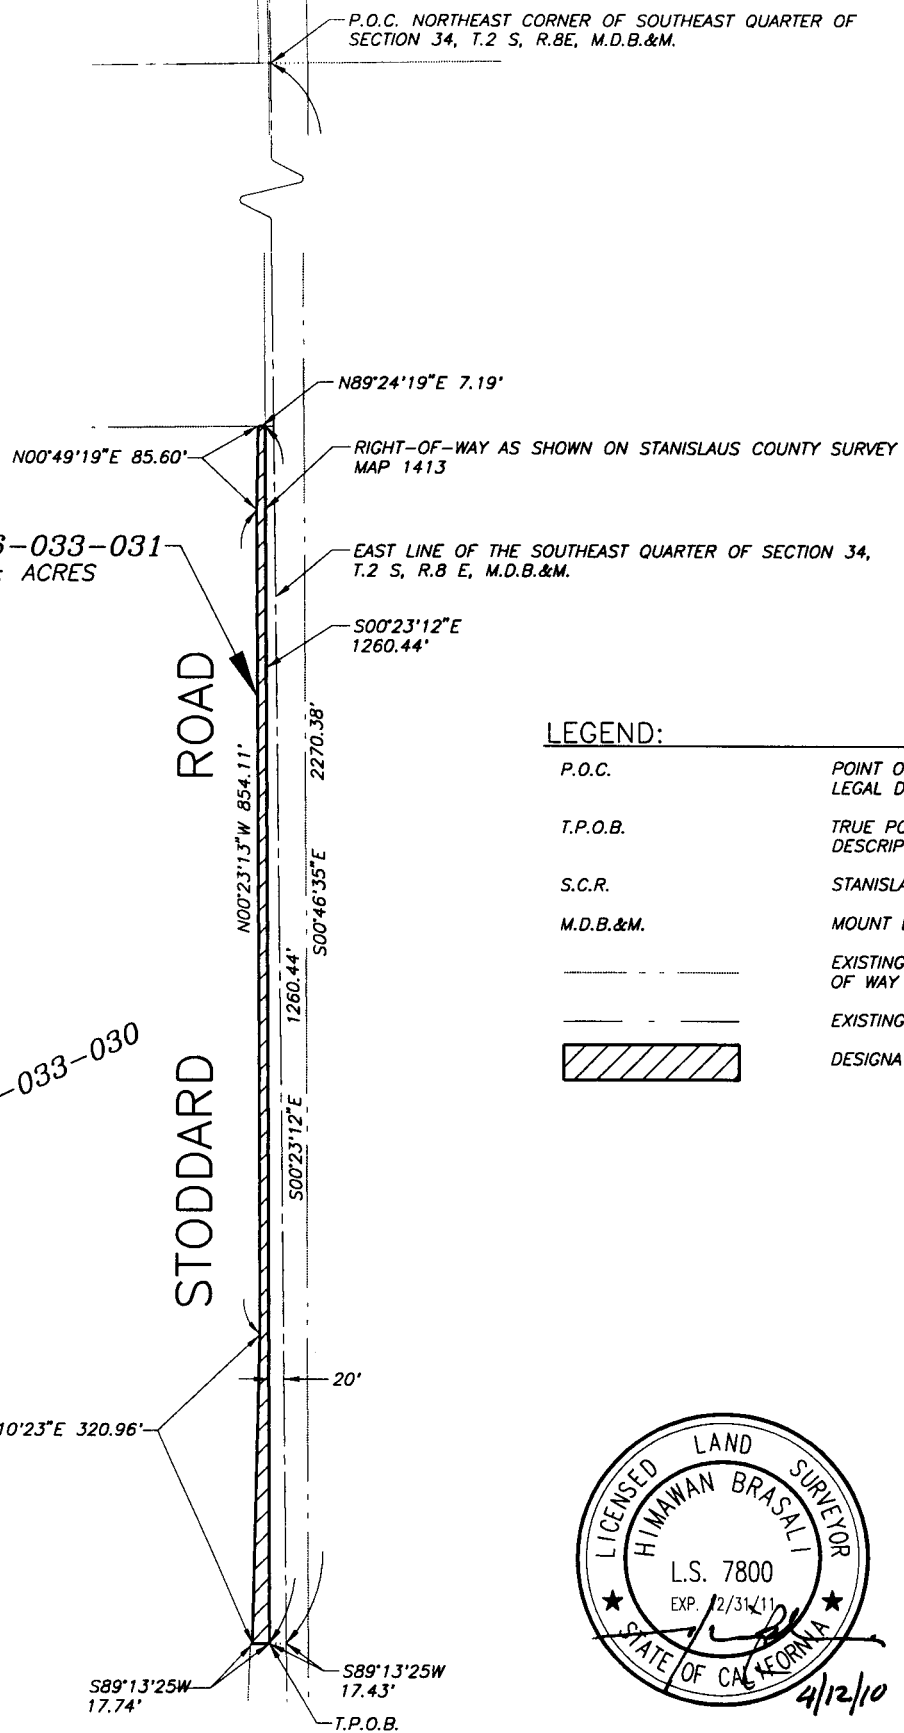 P.O.C. NORTHEAST CORNER OF SOUTHEAST QUARTER OF
SECTION 34, T.2 S, R.8E, M.D.B.&M.
N89°24'19"E 7.19'
N00°49'19"E 85.60'
RIGHT-OF-WAY AS SHOWN ON STANISLAUS COUNTY SURVEY
MAP 1413
6-033-031
ACRES
EAST LINE OF THE SOUTHEAST QUARTER OF SECTION 34,
T.2 S, R.8 E, M.D.B.&M.
S00°23'12"E
1260.44'
STODDARD ROAD
N00°23'13"W 854.11'
S00°46'35"E 2270.38'
S00°23'12"E 1260.44'
-033-030
LEGEND:
P.O.C. POINT O
LEGAL D
T.P.O.B. TRUE PO
DESCRIP
S.C.R. STANISLA
M.D.B.&M. MOUNT
EXISTING
OF WAY
EXISTING
DESIGNA
20'
10'23"E 320.96'
S89°13'25W
17.74'
S89°13'25W
17.43'
T.P.O.B.
LICENSED LAND SURVEYOR
HIMAWAN BRASALI
L.S. 7800
EXP. 12/31/11
STATE OF CALIFORNIA
4/12/10